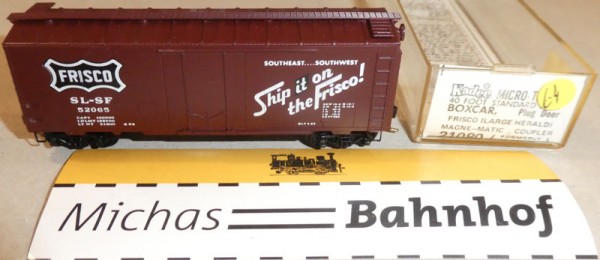 FRISCO
SL-SF
52065
SOUTHEAST....SOUTHWEST
Ship it on
the Frisco!
Kadee MICRO-T
40 FOOT STANDARD
BOXCAR, Plug Door
FRISCO (LARGE HERALD)
MAGNE-MATIC COUPLER
21080
Michas Bahnhof